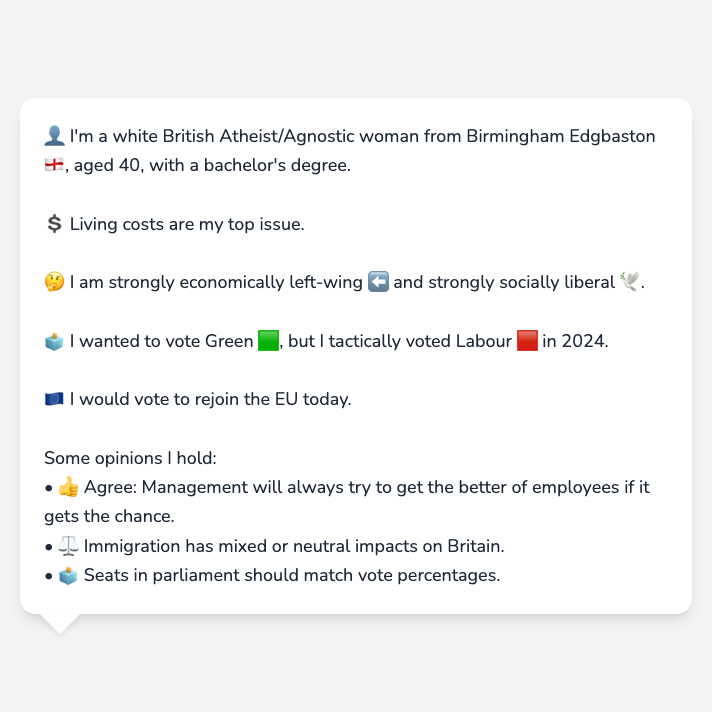 👤 I'm a white British Atheist/Agnostic woman from Birmingham Edgbaston
🏴󠁧󠁢󠁥󠁮󠁧󠁿, aged 40, with a bachelor's degree.
💲 Living costs are my top issue.
🤔 I am strongly economically left-wing ⬅️ and strongly socially liberal 🕊️.
🗳️ I wanted to vote Green 🟩, but I tactically voted Labour 🟥 in 2024.
🇪🇺 I would vote to rejoin the EU today.
Some opinions I hold:
• 👍 Agree: Management will always try to get the better of employees if it
gets the chance.
• ⚖️ Immigration has mixed or neutral impacts on Britain.
• 🗳️ Seats in parliament should match vote percentages.